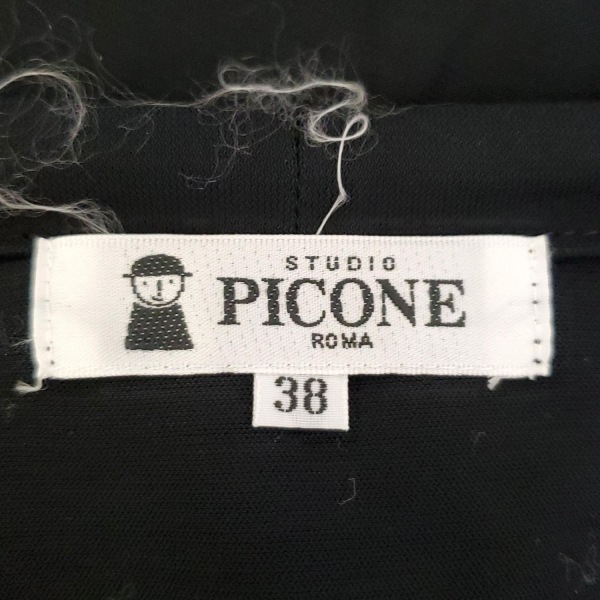 STUDIO
PICONE
ROMA
38